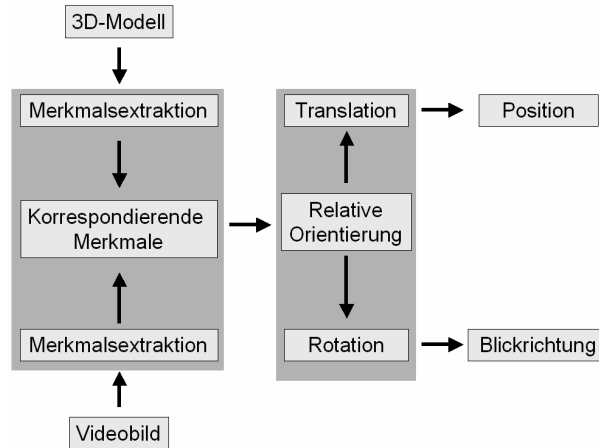 3D-Modell
Merkmalsextraktion
Korrespondierende
Merkmale
Merkmalsextraktion
Videobild
Translation
Relative
Orientierung
Rotation
Position
Blickrichtung